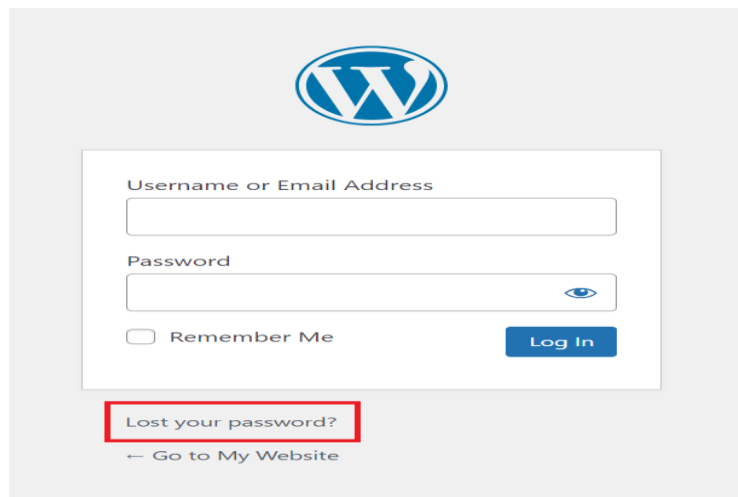 Username or Email Address
Password
Remember Me
Log In
Lost your password?
← Go to My Website